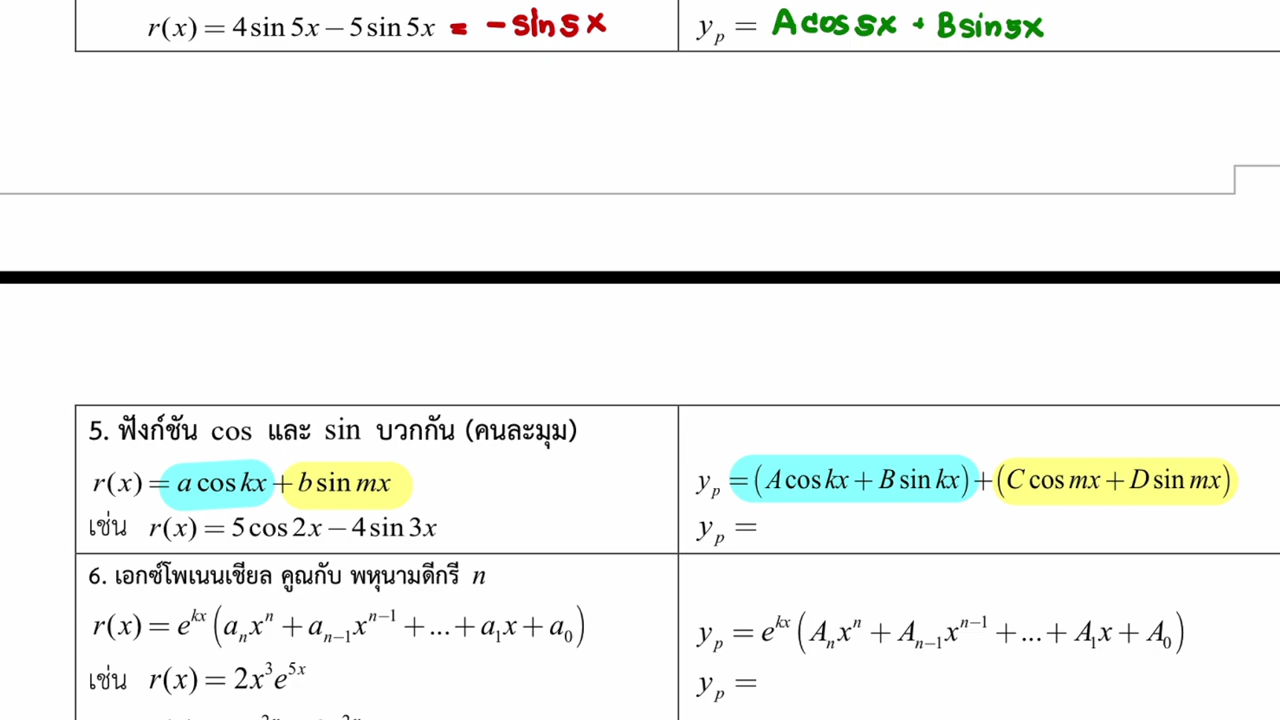 r(x) = 4 sin 5x − 5 sin 5x = −sin5x
y_p = A cos 5x + B sin 5x
5. ฟังก์ชัน cos และ sin บวกกัน (คนละมุม)
r(x) = a cos kx + b sin mx
y_p = (A cos kx + B sin kx) + (C cos mx + D sin mx)
เช่น r(x) = 5 cos 2x − 4 sin 3x
y_p =
6. เอกซ์โพเนนเชียล คูณกับ พหุนามดีกรี n
r(x) = e^{kx}(a_n x^n + a_{n−1} x^{n−1} + ... + a_1 x + a_0)
y_p = e^{kx}(A_n x^n + A_{n−1} x^{n−1} + ... + A_1 x + A_0)
เช่น r(x) = 2x^3 e^{5x}
y_p =